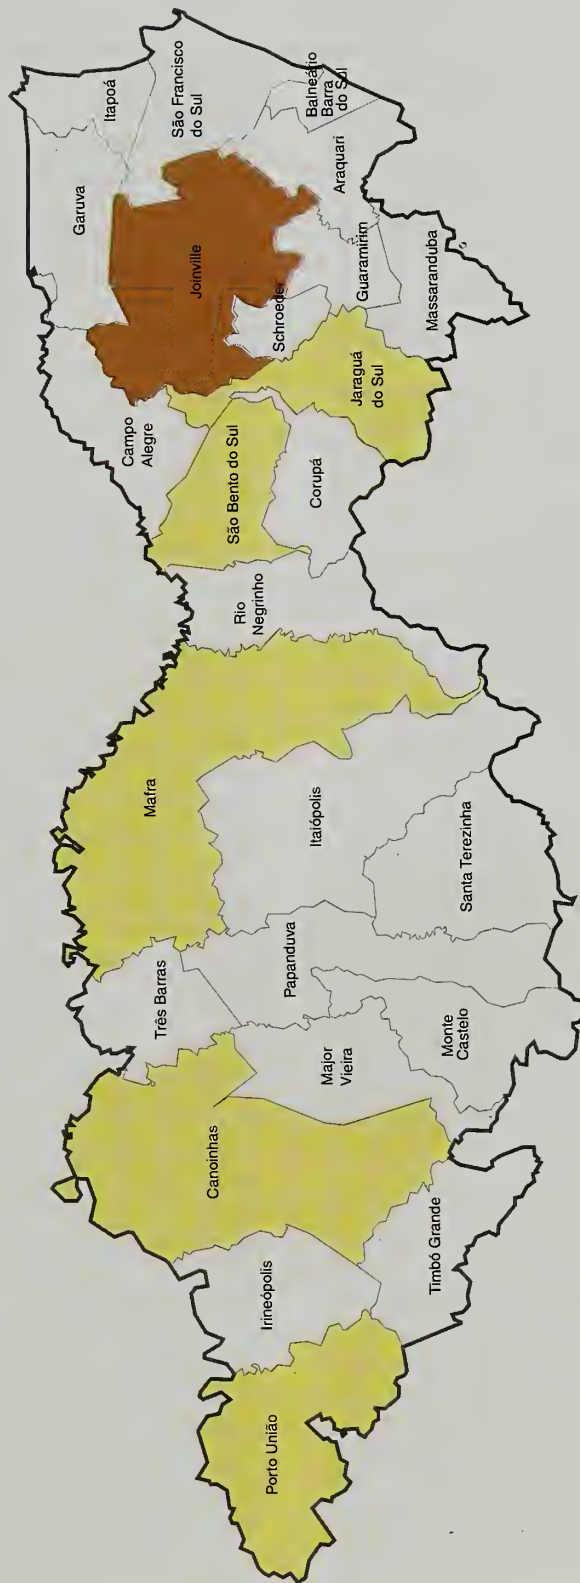 Itapoá
Garuva
São Francisco
do Sul
Joinville
Balneário
Barra
do Sul
Araquari
Campo
Alegre
Schroeder
Guaramirim
Massaranduba
São Bento do Sul
Jaraguá
do Sul
Corupá
Rio
Negrinho
Mafra
Itaiópolis
Santa Terezinha
Três Barras
Papanduva
Monte
Castelo
Major
Vieira
Canoinhas
Timbó Grande
Irineópolis
Porto União